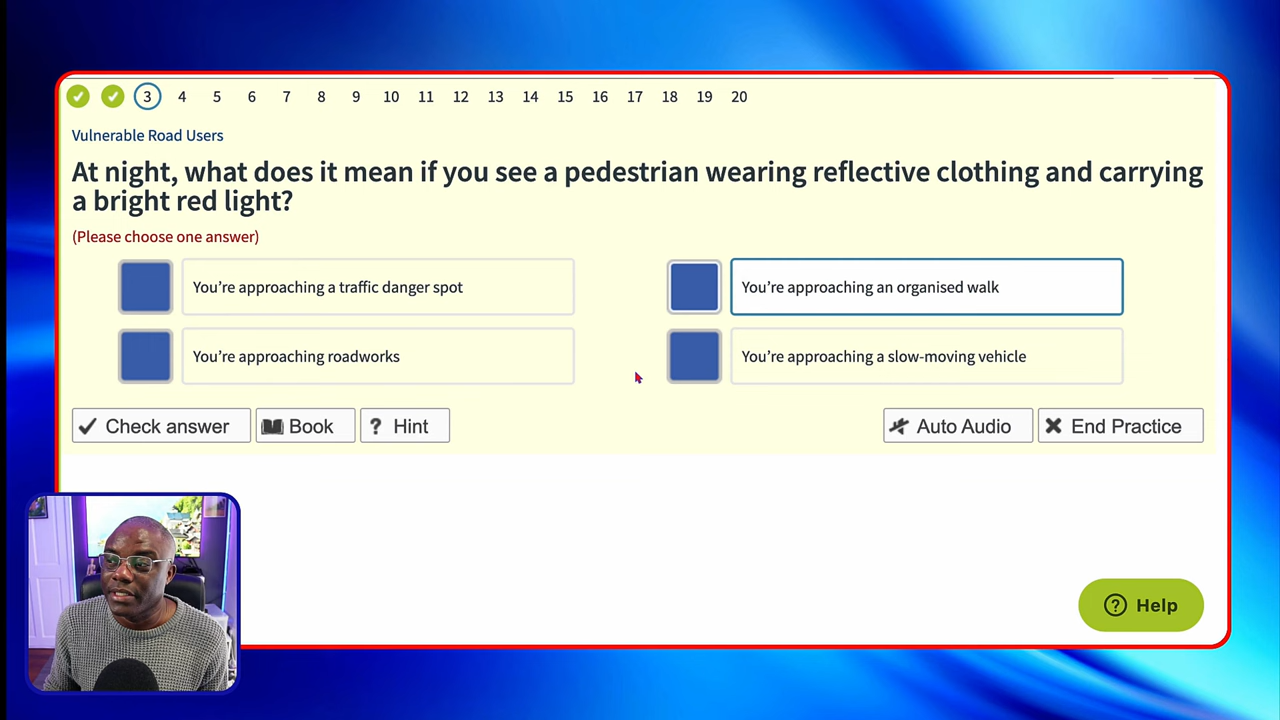 3 4 5 6 7 8 9 10 11 12 13 14 15 16 17 18 19 20
Vulnerable Road Users
At night, what does it mean if you see a pedestrian wearing reflective clothing and carrying
a bright red light?
(Please choose one answer)
You’re approaching a traffic danger spot
You’re approaching an organised walk
You’re approaching roadworks
You’re approaching a slow-moving vehicle
Check answer Book ? Hint Auto Audio End Practice
? Help